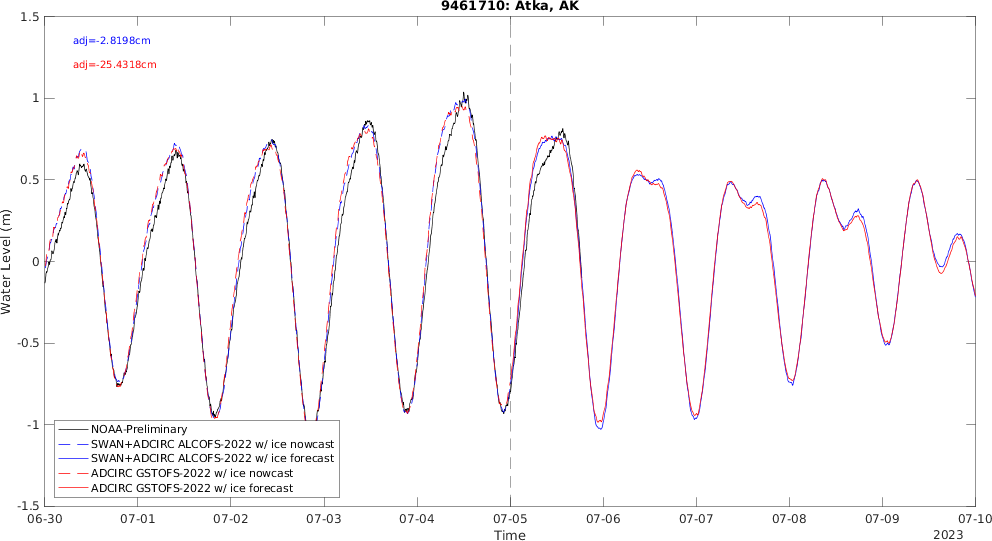 9461710: Atka, AK
adj=-2.8198cm
adj=-25.4318cm
Water Level (m)
1.5
1
0.5
0
-0.5
-1
-1.5
NOAA-Preliminary
SWAN+ADCIRC ALCOFS-2022 w/ ice nowcast
SWAN+ADCIRC ALCOFS-2022 w/ ice forecast
ADCIRC GSTOFS-2022 w/ ice nowcast
ADCIRC GSTOFS-2022 w/ ice forecast
06-30 07-01 07-02 07-03 07-04 07-05 07-06 07-07 07-08 07-09 07-10
Time
2023